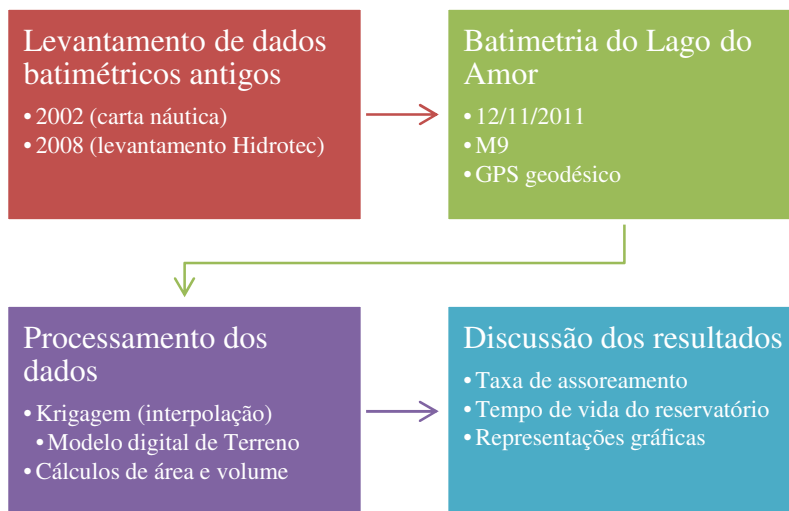 Levantamento de dados
batimétricos antigos
• 2002 (carta náutica)
• 2008 (levantamento Hidrotec)
Batimetria do Lago do
Amor
• 12/11/2011
• M9
• GPS geodésico
Processamento dos
dados
• Krigagem (interpolação)
• Modelo digital de Terreno
• Cálculos de área e volume
Discussão dos resultados
• Taxa de assoreamento
• Tempo de vida do reservatório
• Representações gráficas